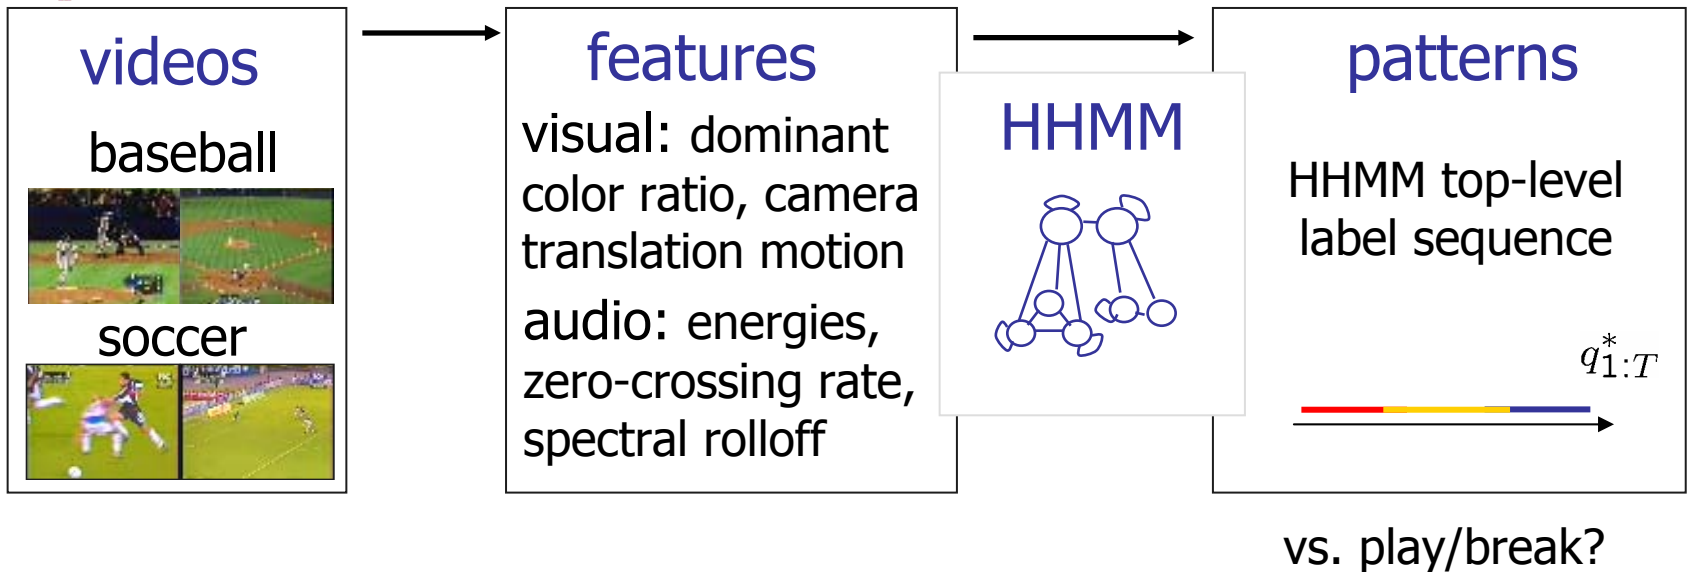 videos
baseball
soccer
features
visual: dominant
color ratio, camera
translation motion
audio: energies,
zero-crossing rate,
spectral rolloff
HHMM
patterns
HHMM top-level
label sequence
q*1:T
vs. play/break?